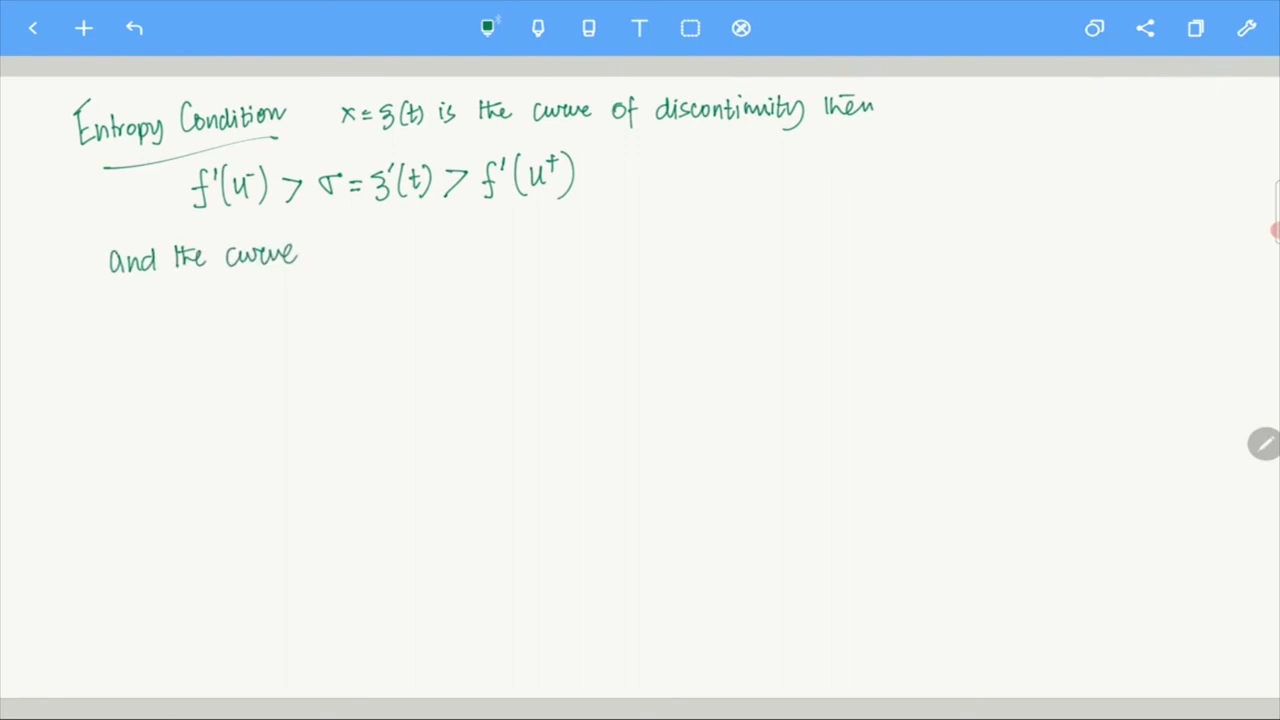 Entropy Condition x = ξ(t) is the curve of discontinuity then
f'(u⁻) > σ = ξ'(t) > f'(u⁺)
and the curve